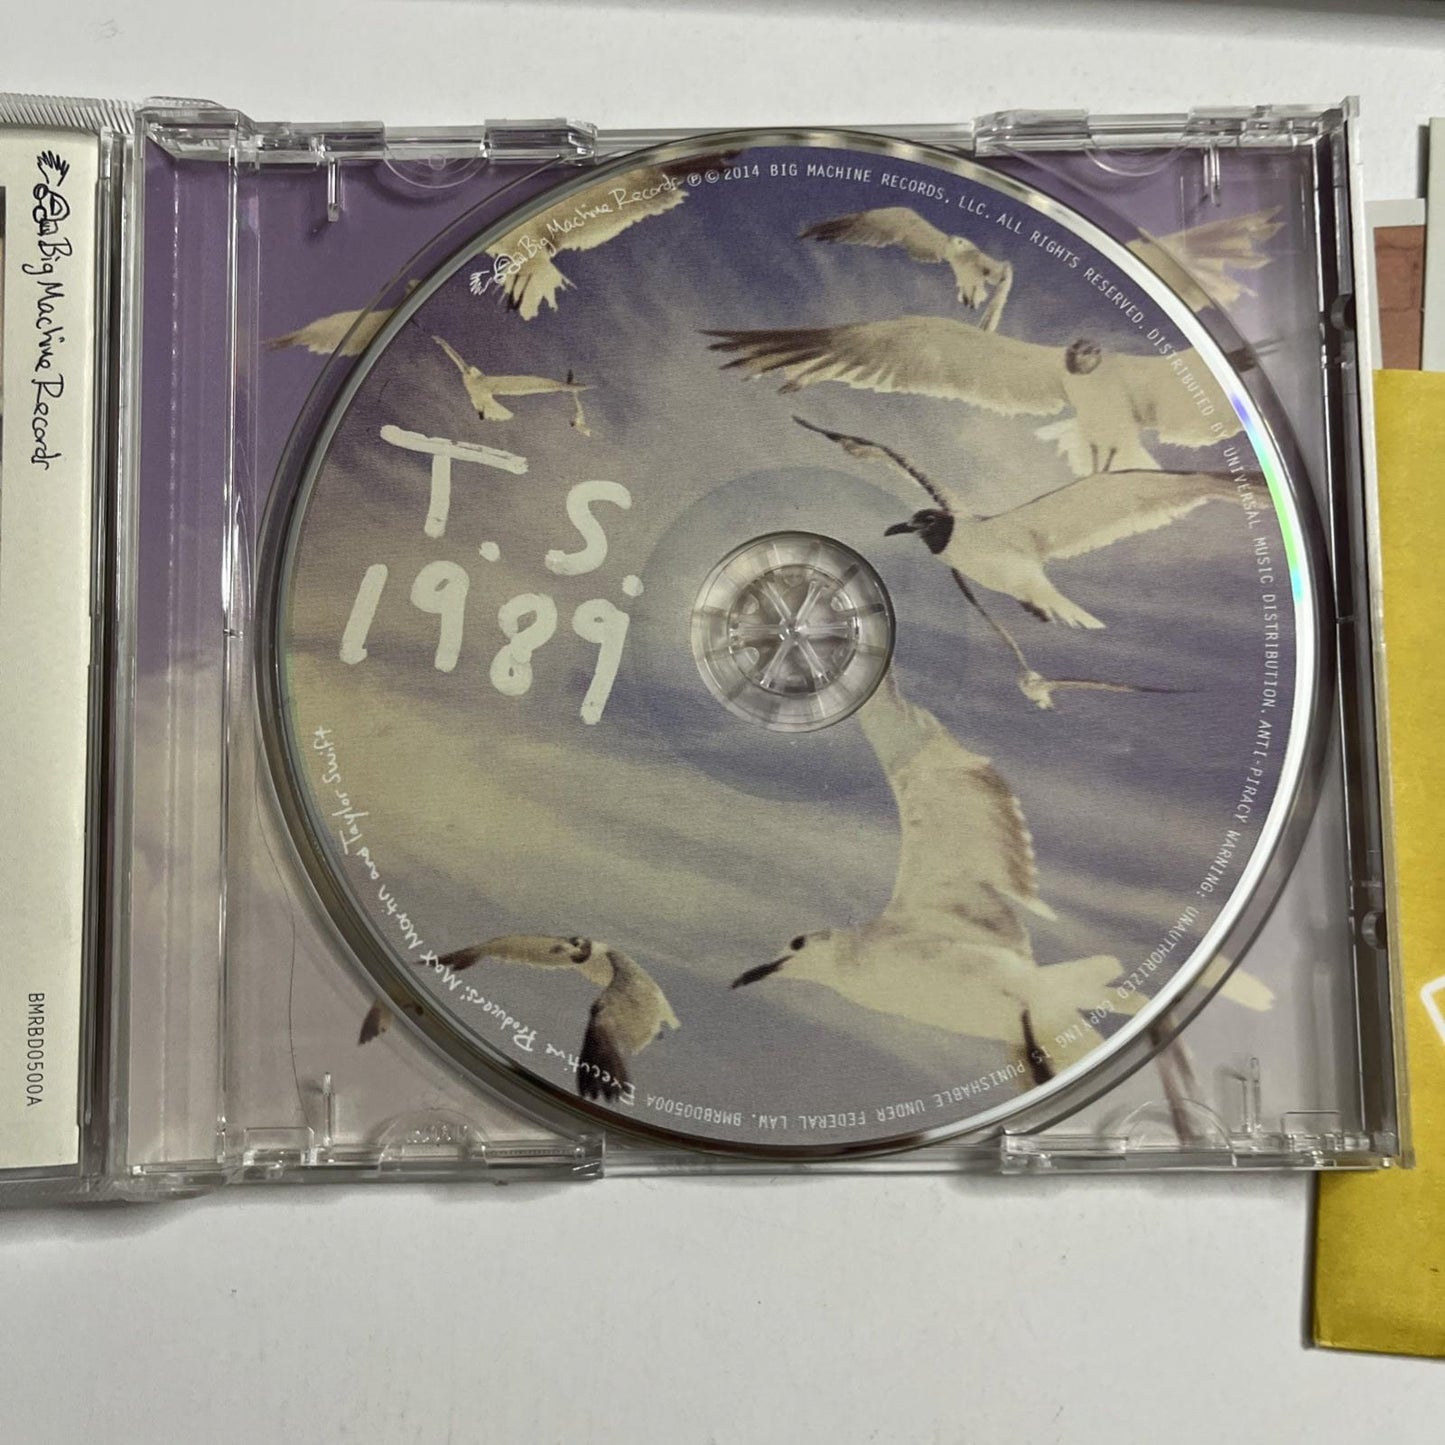 Big Machine Records
BMRBD0500A
Big Machine Records
℗ © 2014 BIG MACHINE RECORDS, LLC. ALL RIGHTS RESERVED. DISTRIBUTED BY UNIVERSAL MUSIC DISTRIBUTION. ANTI-PIRACY WARNING: UNAUTHORIZED COPYING IS PUNISHABLE UNDER FEDERAL LAW. BMRBD0500A
T. S.
1989.
Executive Producers: Max Martin and Taylor Swift